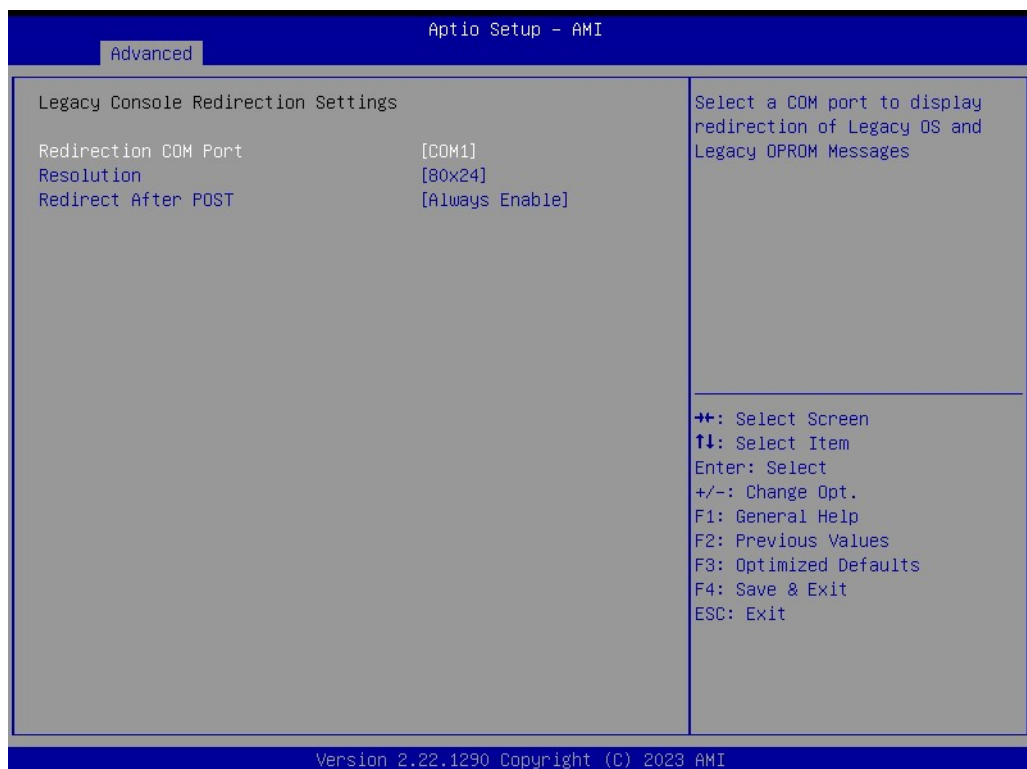 Aptio Setup – AMI
Advanced
Legacy Console Redirection Settings
Redirection COM Port [COM1]
Resolution [80x24]
Redirect After POST [Always Enable]
Select a COM port to display
redirection of Legacy OS and
Legacy OPROM Messages
→←: Select Screen
↑↓: Select Item
Enter: Select
+/-: Change Opt.
F1: General Help
F2: Previous Values
F3: Optimized Defaults
F4: Save & Exit
ESC: Exit
Version 2.22.1290 Copyright (C) 2023 AMI